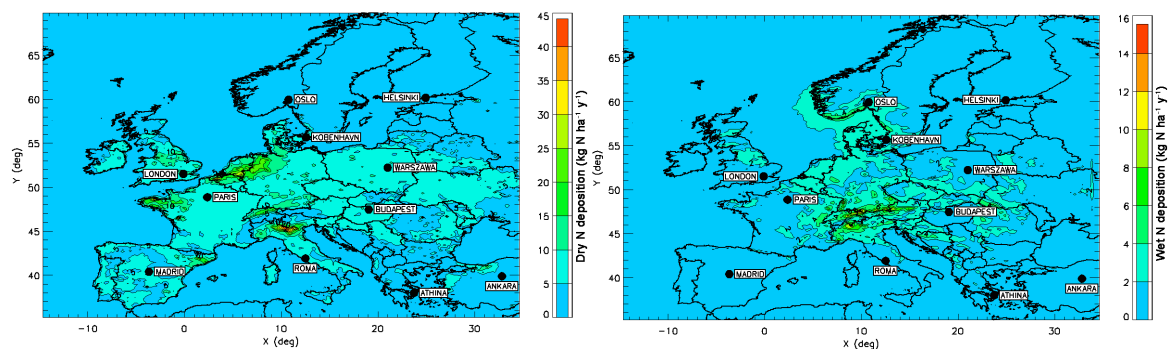 70
60
50
40
Y (deg)
-10
0
10
20
30
X (deg)
OSLO
HELSINKI
KOBENHAVN
LONDON
WARSZAWA
PARIS
BUDAPEST
MADRID
ROMA
ANKARA
ATHINA
45
40
35
30
25
20
15
10
5
0
Dry N deposition (kg N ha⁻¹ y⁻¹)
65
60
55
50
45
40
Y (deg)
-10
0
10
20
30
X (deg)
OSLO
HELSINKI
KOBENHAVN
LONDON
WARSZAWA
PARIS
BUDAPEST
MADRID
ROMA
ANKARA
ATHINA
16
14
12
10
8
6
4
2
0
Wet N deposition (kg N ha⁻¹ y⁻¹)